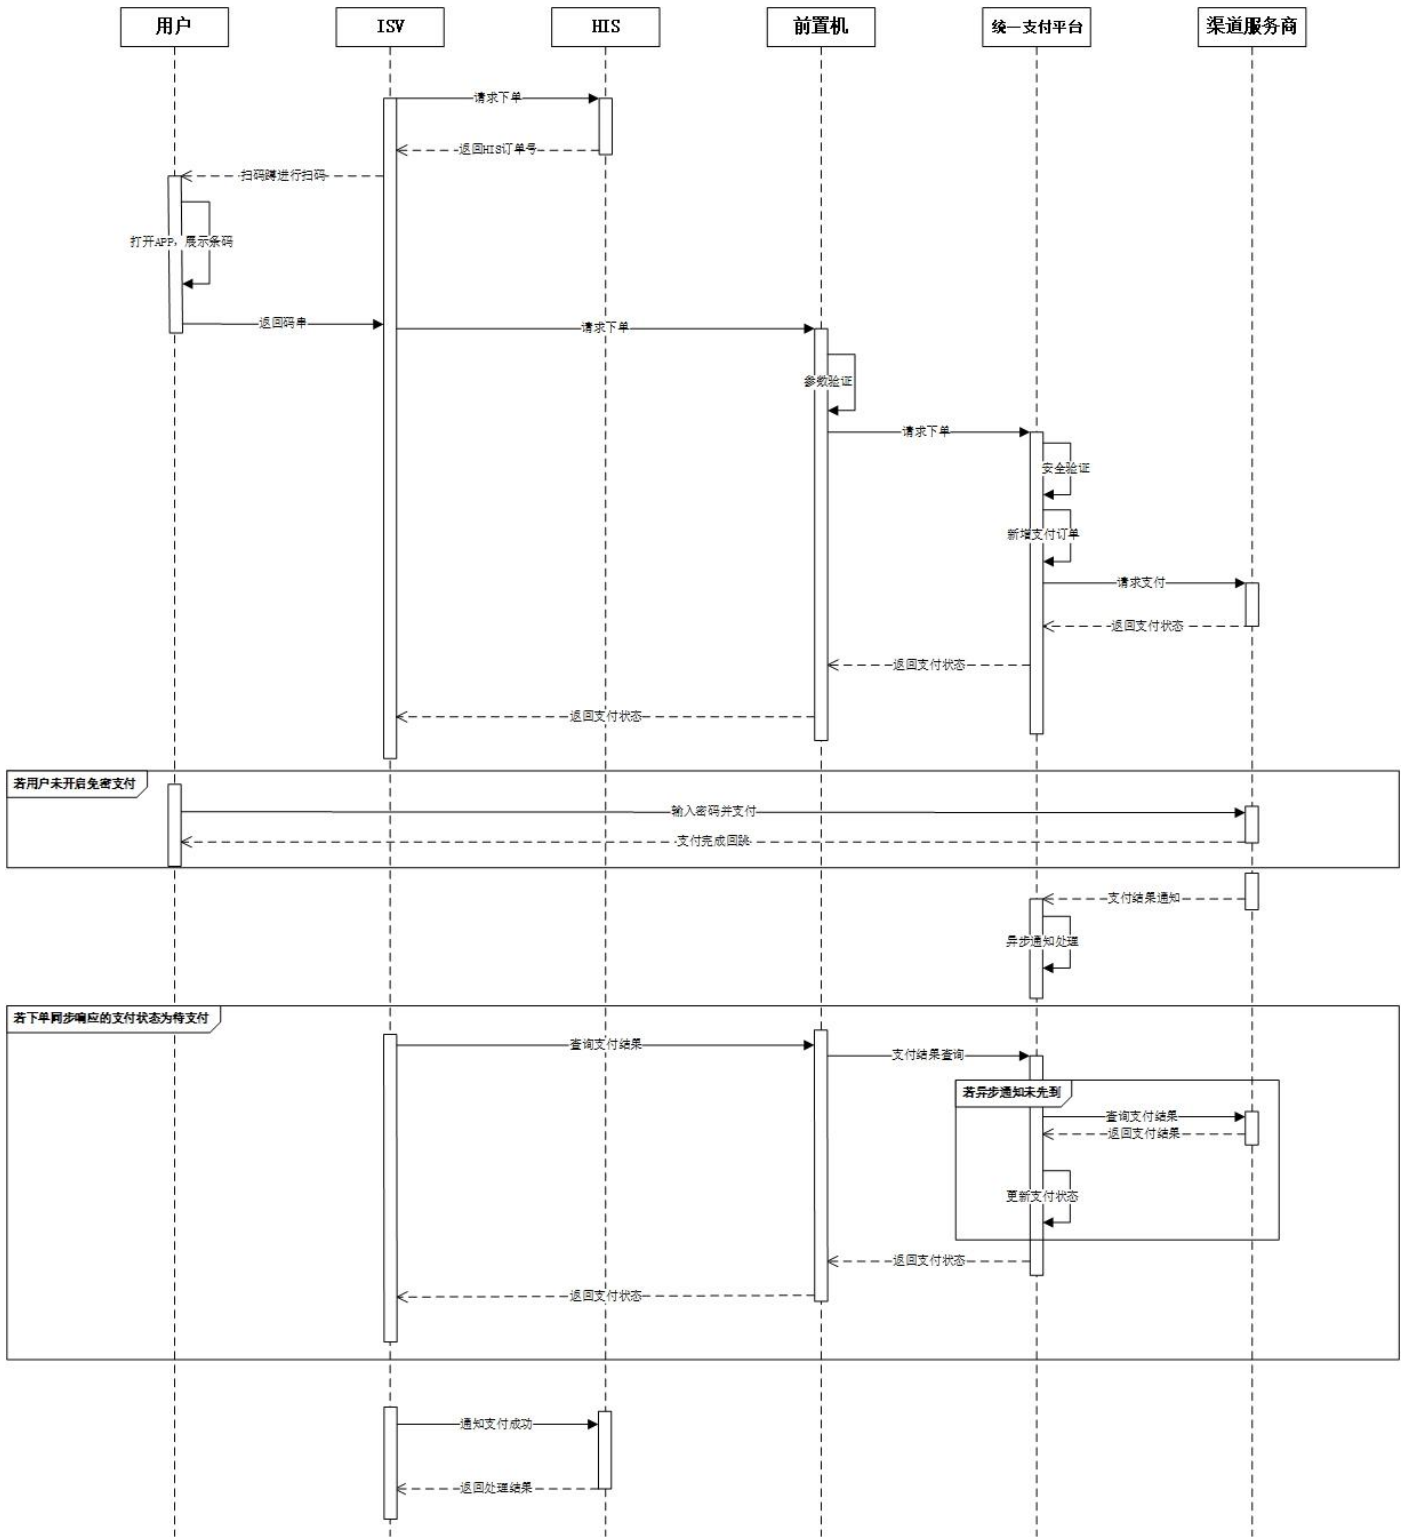 用户
ISV
HIS
前置机
统一支付平台
渠道服务商
请求下单
返回HIS订单号
扫码蹲进行扫码
打开APP，展示条码
返回码串
请求下单
参数验证
请求下单
安全验证
新增支付订单
请求支付
返回支付状态
返回支付状态
返回支付状态
若用户未开启免密支付
输入密码并支付
支付完成回跳
支付结果通知
异步通知处理
若下单同步响应的支付状态为待支付
查询支付结果
支付结果查询
若异步通知未先到
查询支付结果
返回支付结果
更新支付状态
返回支付状态
返回支付状态
通知支付成功
返回处理结果